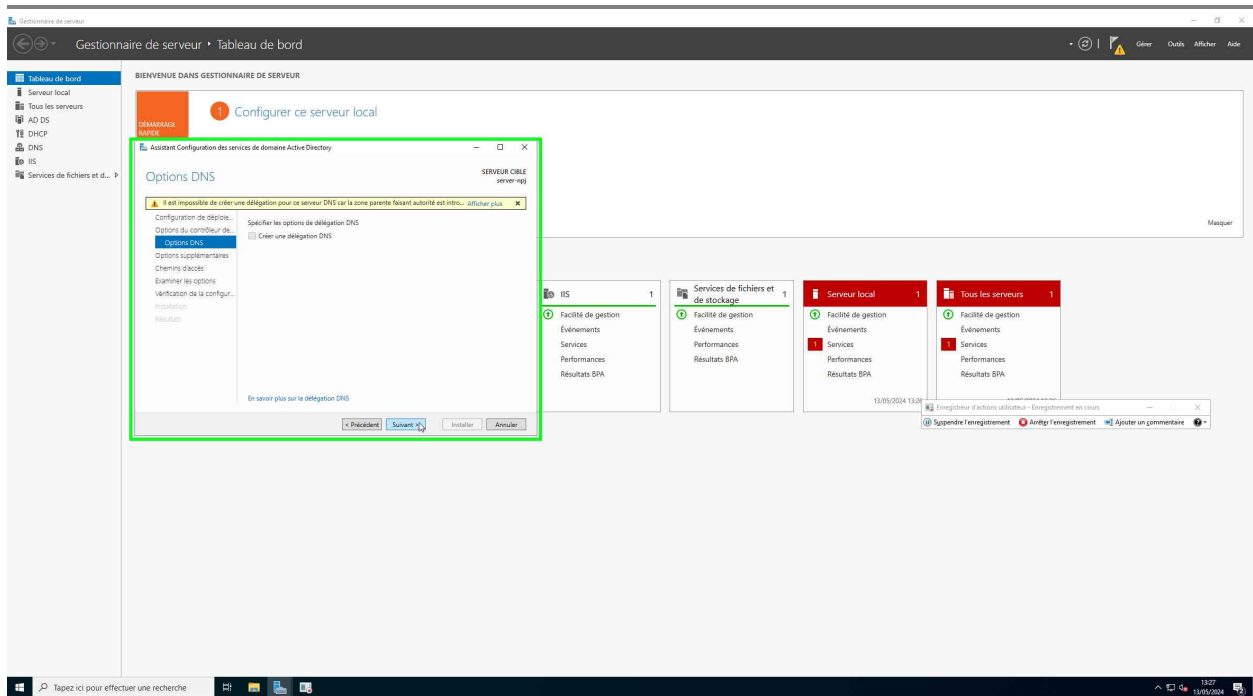 Gestionnaire de serveur
Gestionnaire de serveur ‣ Tableau de bord
Gérer Outils Afficher Aide
Tableau de bord
Serveur local
Tous les serveurs
AD DS
DHCP
DNS
IIS
Services de fichiers et d...
BIENVENUE DANS GESTIONNAIRE DE SERVEUR
DÉMARRAGE
RAPIDE
1 Configurer ce serveur local
Masquer
Assistant Configuration des services de domaine Active Directory
Options DNS
SERVEUR CIBLE
server-npj
Il est impossible de créer une délégation pour ce serveur DNS car la zone parente faisant autorité est intro... Afficher plus
Configuration de déploie...
Options du contrôleur de...
Options DNS
Options supplémentaires
Chemins d'accès
Examiner les options
Vérification de la configur...
Installation
Résultats
Spécifier les options de délégation DNS
Créer une délégation DNS
En savoir plus sur la délégation DNS
< Précédent Suivant > Installer Annuler
IIS 1
Facilité de gestion
Événements
Services
Performances
Résultats BPA
Services de fichiers et
de stockage 1
Facilité de gestion
Événements
Performances
Résultats BPA
Serveur local 1
Facilité de gestion
Événements
1 Services
Performances
Résultats BPA
13/05/2024 13:26
Tous les serveurs 1
Facilité de gestion
Événements
1 Services
Performances
Résultats BPA
Enregistreur d'actions utilisateur - Enregistrement en cours
Suspendre l'enregistrement Arrêter l'enregistrement Ajouter un commentaire
Tapez ici pour effectuer une recherche
13:27
13/05/2024